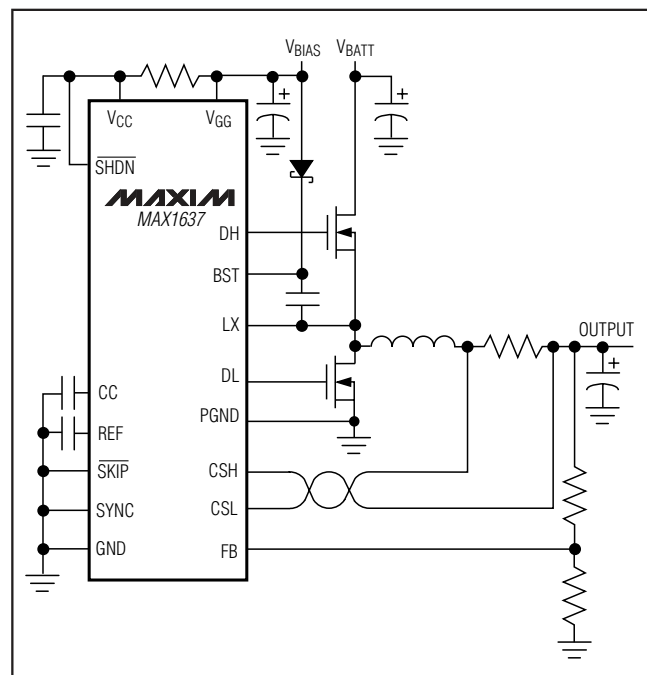 VBIAS
VBATT
+
+
VCC
VGG
SHDN
MAXIM
MAX1637
DH
BST
LX
OUTPUT
+
DL
CC
PGND
REF
SKIP
CSH
SYNC
CSL
GND
FB